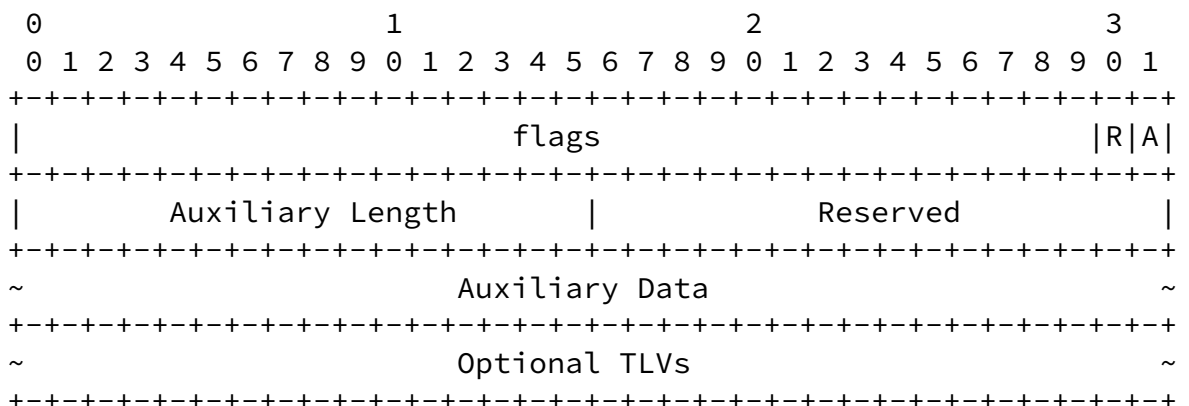 0                   1                   2                   3
 0 1 2 3 4 5 6 7 8 9 0 1 2 3 4 5 6 7 8 9 0 1 2 3 4 5 6 7 8 9 0 1
+-+-+-+-+-+-+-+-+-+-+-+-+-+-+-+-+-+-+-+-+-+-+-+-+-+-+-+-+-+-+-+-+
|                           flags                           |R|A|
+-+-+-+-+-+-+-+-+-+-+-+-+-+-+-+-+-+-+-+-+-+-+-+-+-+-+-+-+-+-+-+-+
|        Auxiliary Length       |            Reserved           |
+-+-+-+-+-+-+-+-+-+-+-+-+-+-+-+-+-+-+-+-+-+-+-+-+-+-+-+-+-+-+-+-+
~                        Auxiliary Data                         ~
+-+-+-+-+-+-+-+-+-+-+-+-+-+-+-+-+-+-+-+-+-+-+-+-+-+-+-+-+-+-+-+-+
~                        Optional TLVs                          ~
+-+-+-+-+-+-+-+-+-+-+-+-+-+-+-+-+-+-+-+-+-+-+-+-+-+-+-+-+-+-+-+-+